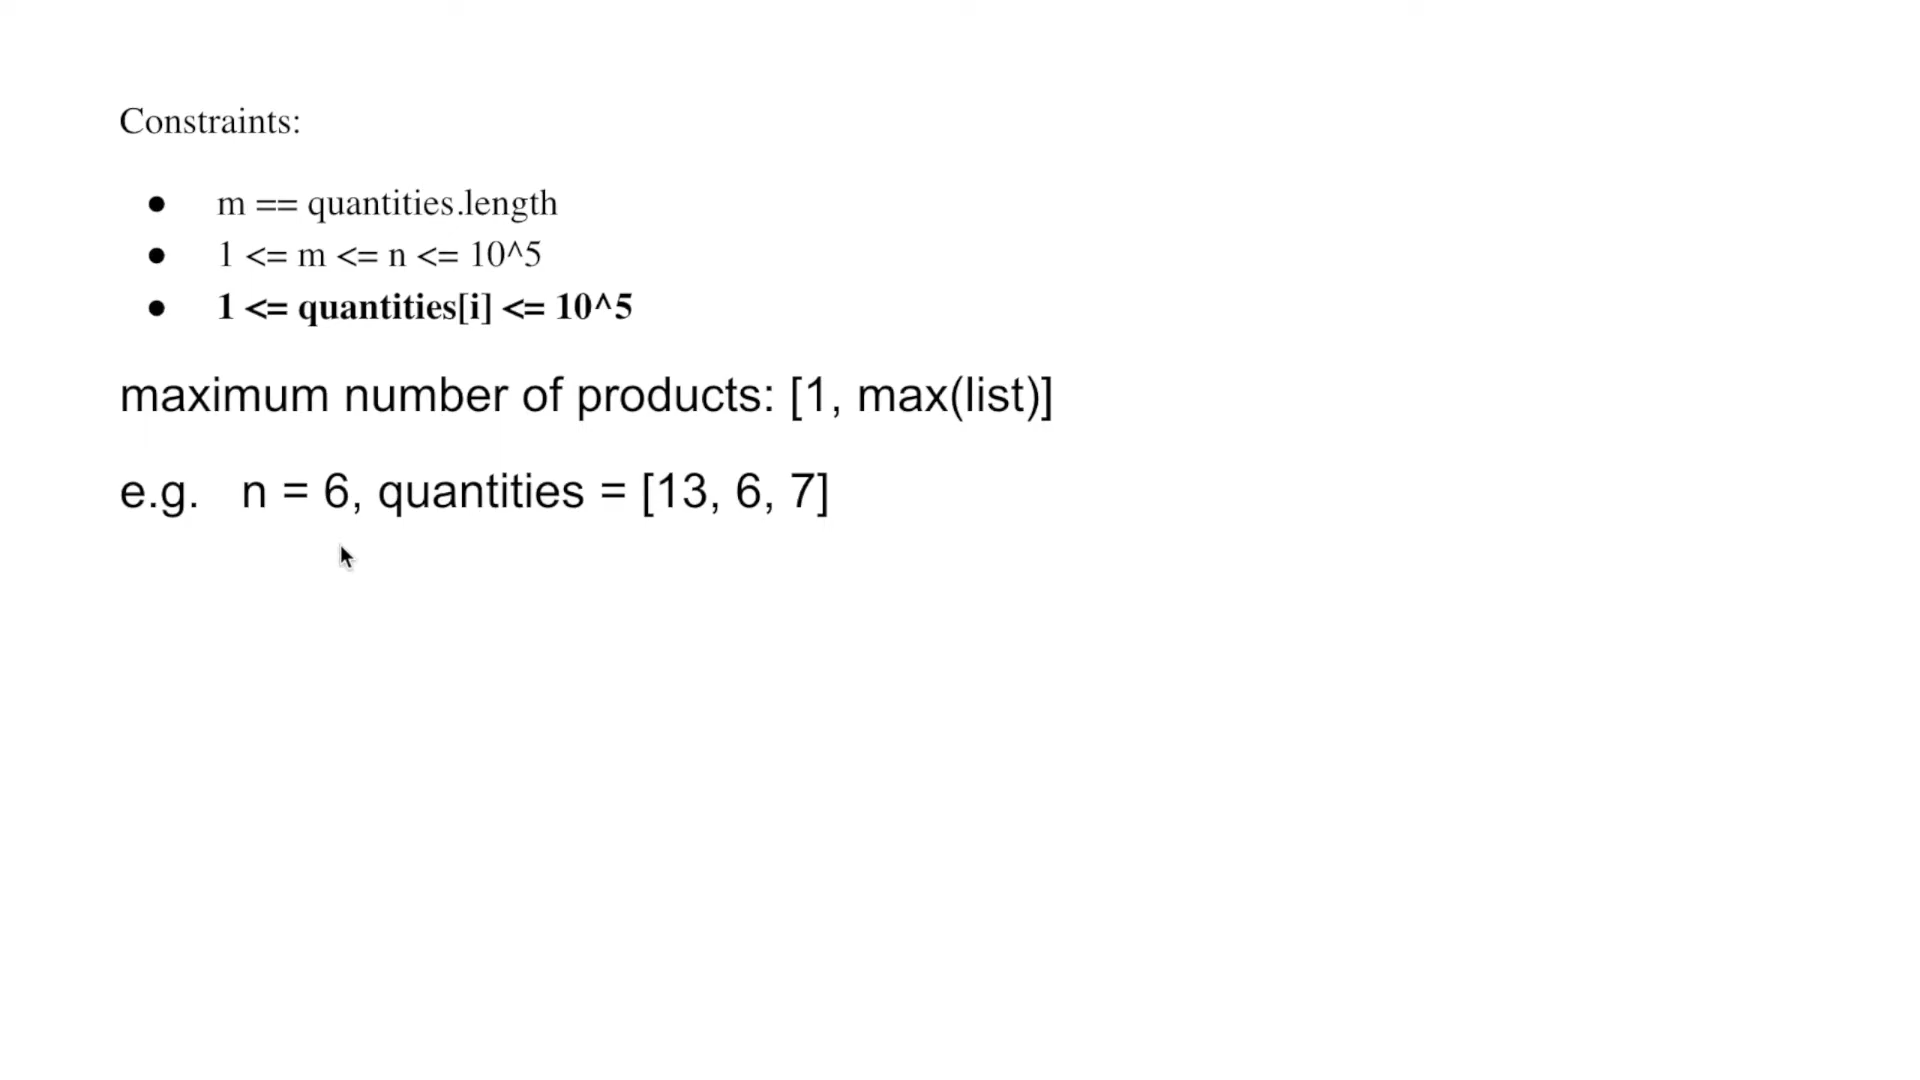 Constraints:
● m == quantities.length
● 1 <= m <= n <= 10^5
● 1 <= quantities[i] <= 10^5
maximum number of products: [1, max(list)]
e.g. n = 6, quantities = [13, 6, 7]